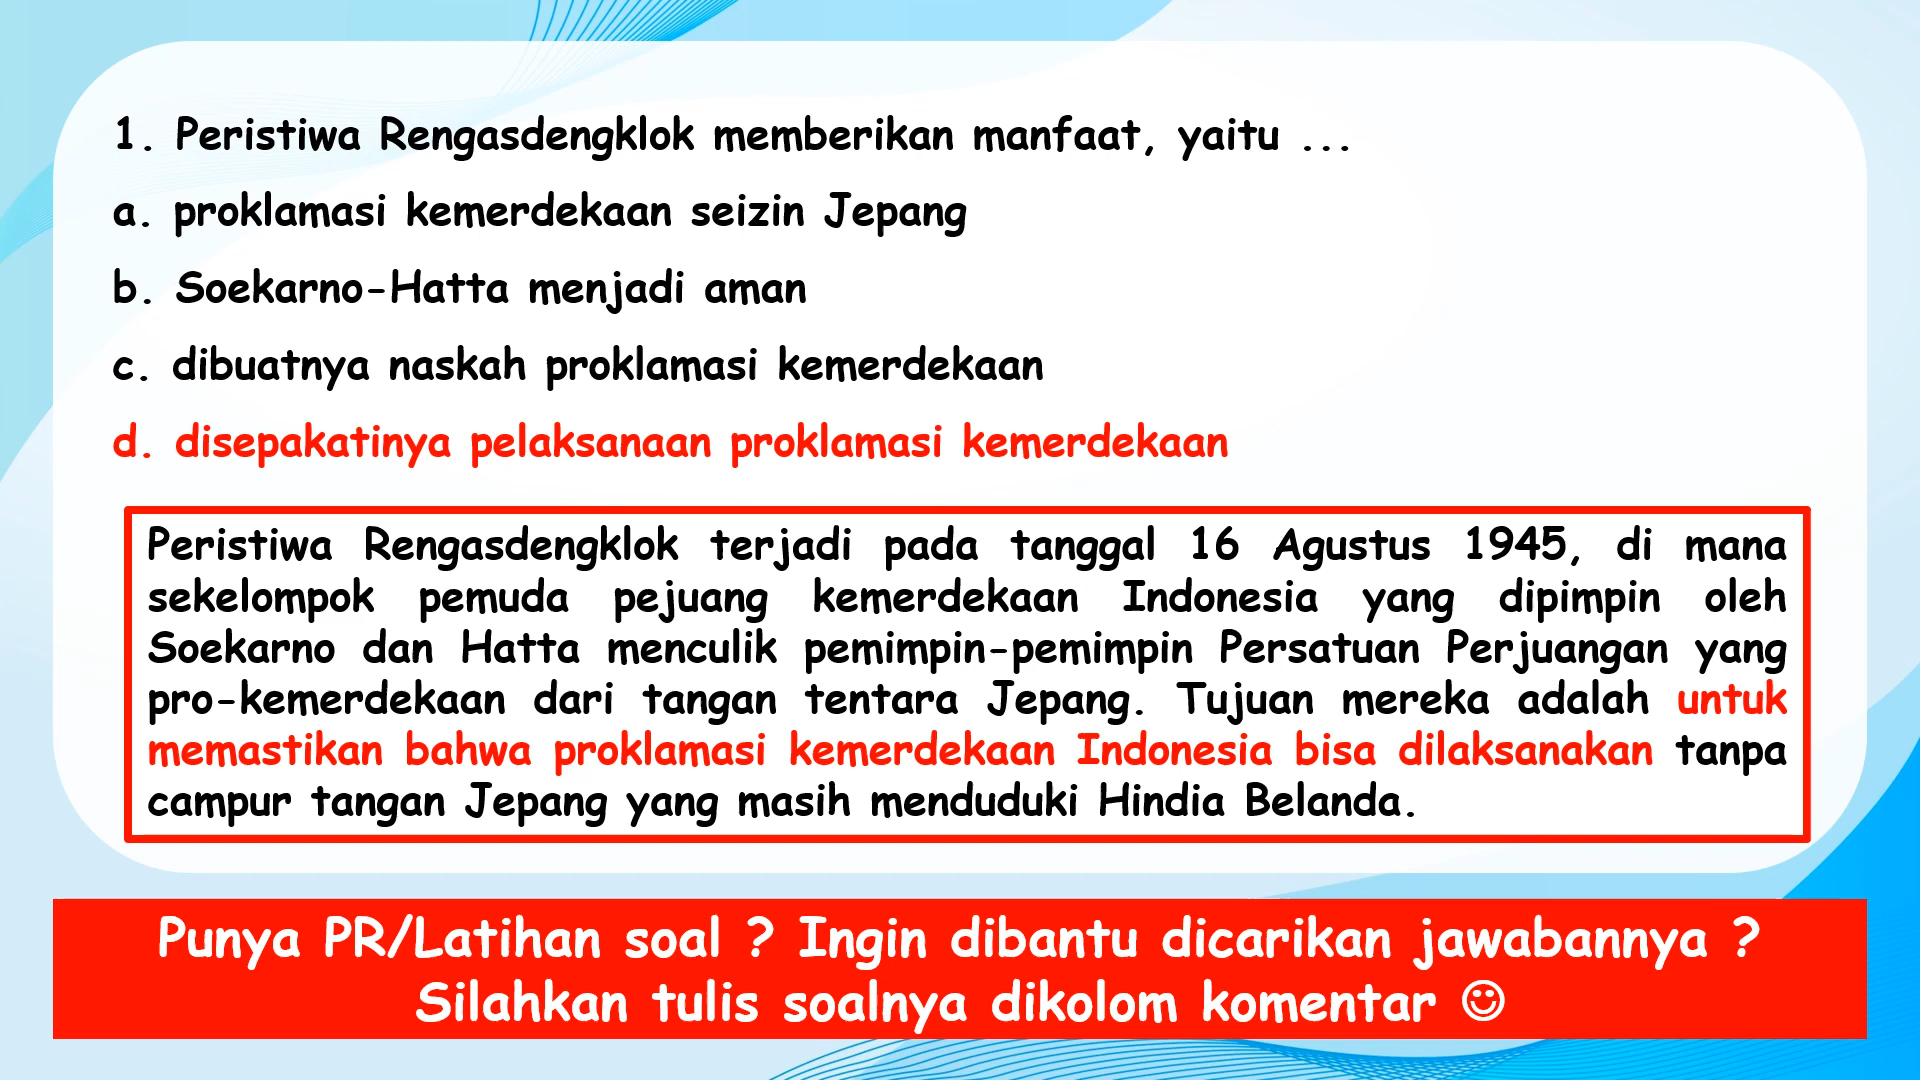 1. Peristiwa Rengasdengklok memberikan manfaat, yaitu ...
a. proklamasi kemerdekaan seizin Jepang
b. Soekarno-Hatta menjadi aman
c. dibuatnya naskah proklamasi kemerdekaan
d. disepakatinya pelaksanaan proklamasi kemerdekaan
Peristiwa Rengasdengklok terjadi pada tanggal 16 Agustus 1945, di mana
sekelompok pemuda pejuang kemerdekaan Indonesia yang dipimpin oleh
Soekarno dan Hatta menculik pemimpin-pemimpin Persatuan Perjuangan yang
pro-kemerdekaan dari tangan tentara Jepang. Tujuan mereka adalah untuk
memastikan bahwa proklamasi kemerdekaan Indonesia bisa dilaksanakan tanpa
campur tangan Jepang yang masih menduduki Hindia Belanda.
Punya PR/Latihan soal ? Ingin dibantu dicarikan jawabannya ?
Silahkan tulis soalnya dikolom komentar ☺